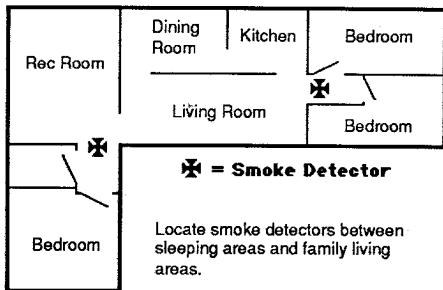 Dining
Room
Kitchen
Bedroom
Rec Room
Living Room
Bedroom
= Smoke Detector
Bedroom
Locate smoke detectors between
sleeping areas and family living
areas.